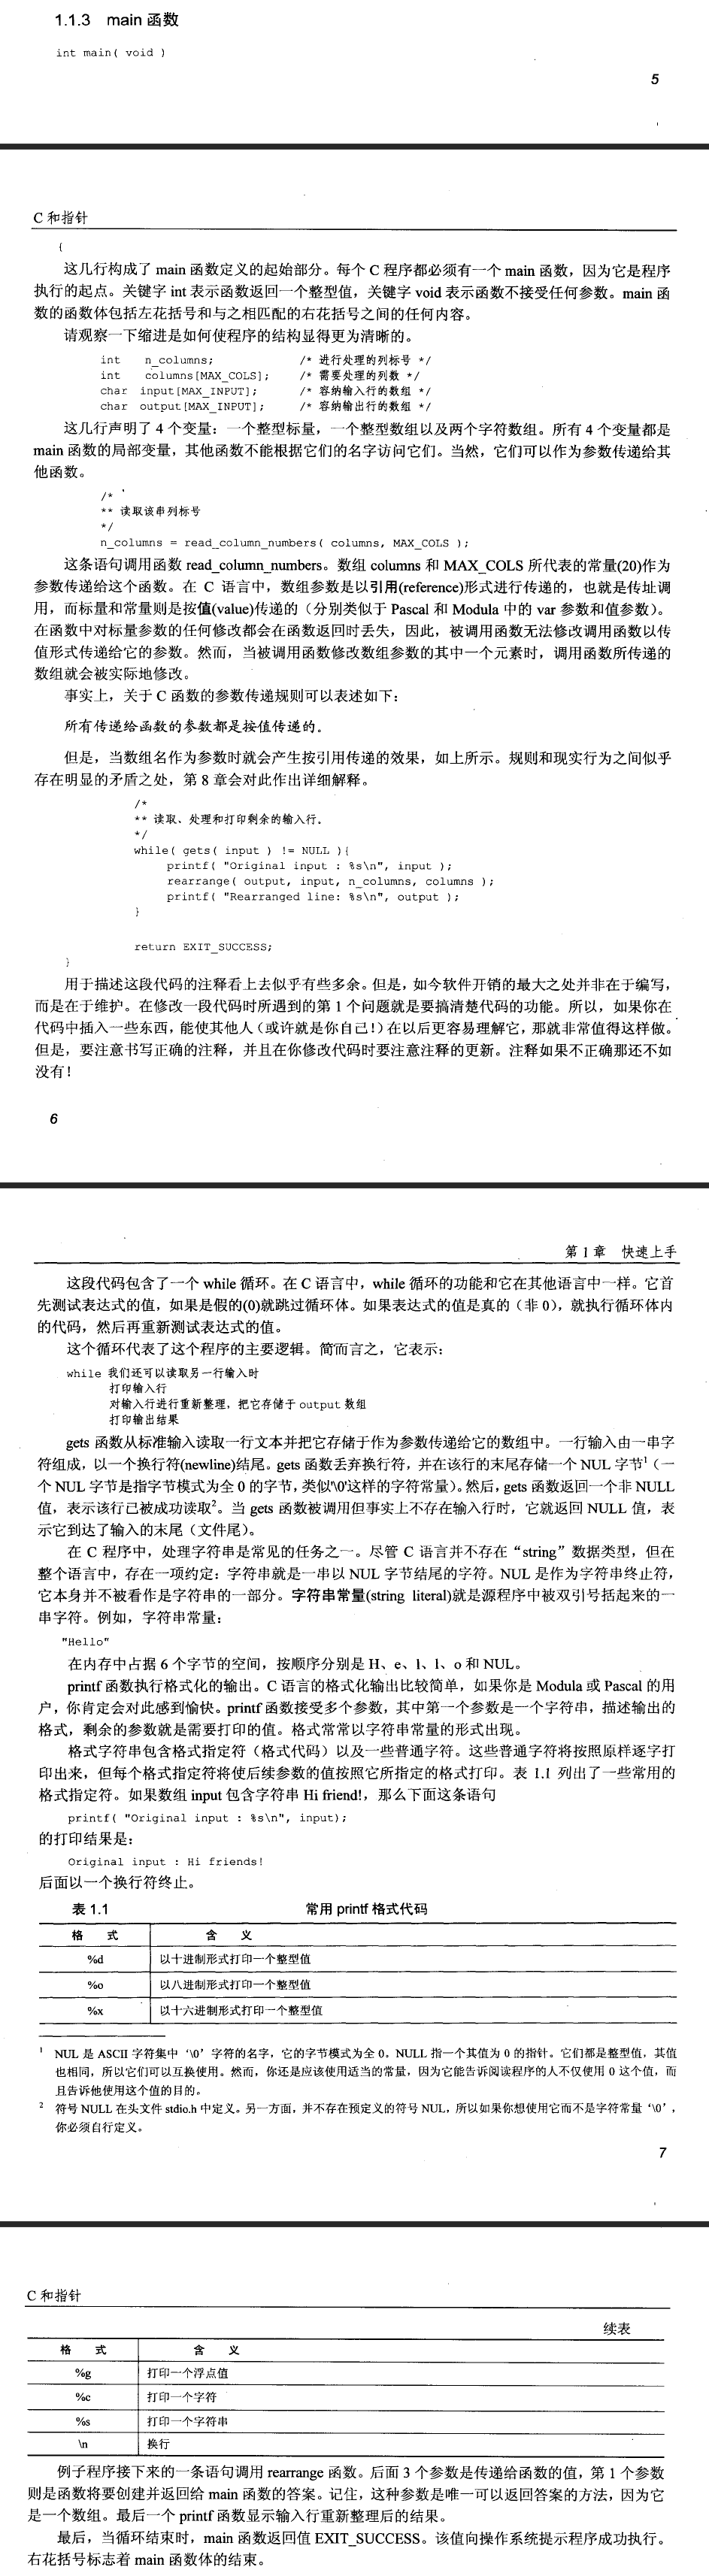 1.1.3 main 函数
int main( void )
5
C 和指针
{
这几行构成了 main 函数定义的起始部分。每个 C 程序都必须有一个 main 函数，因为它是程序
执行的起点。关键字 int 表示函数返回一个整型值，关键字 void 表示函数不接受任何参数。main 函
数的函数体包括左花括号和与之相匹配的右花括号之间的任何内容。
请观察一下缩进是如何使程序的结构显得更为清晰的。
int n_columns; /* 进行处理的列标号 */
int columns[MAX_COLS]; /* 需要处理的列数 */
char input[MAX_INPUT]; /* 容纳输入行的数组 */
char output[MAX_INPUT]; /* 容纳输出行的数组 */
这几行声明了 4 个变量：一个整型标量，一个整型数组以及两个字符数组。所有 4 个变量都是
main 函数的局部变量，其他函数不能根据它们的名字访问它们。当然，它们可以作为参数传递给其
他函数。
/*
** 读取该串列标号
*/
n_columns = read_column_numbers( columns, MAX_COLS );
这条语句调用函数 read_column_numbers。数组 columns 和 MAX_COLS 所代表的常量(20)作为
参数传递给这个函数。在 C 语言中，数组参数是以引用(reference)形式进行传递的，也就是传址调
用，而标量和常量则是按值(value)传递的（分别类似于 Pascal 和 Modula 中的 var 参数和值参数）。
在函数中对标量参数的任何修改都会在函数返回时丢失，因此，被调用函数无法修改调用函数以传
值形式传递给它的参数。然而，当被调用函数修改数组参数的其中一个元素时，调用函数所传递的
数组就会被实际地修改。
事实上，关于 C 函数的参数传递规则可以表述如下：
所有传递给函数的参数都是按值传递的。
但是，当数组名作为参数时就会产生按引用传递的效果，如上所示。规则和现实行为之间似乎
存在明显的矛盾之处，第 8 章会对此作出详细解释。
/*
** 读取、处理和打印剩余的输入行。
*/
while( gets( input ) != NULL ){
printf( "Original input : %s\n", input );
rearrange( output, input, n_columns, columns );
printf( "Rearranged line: %s\n", output );
}
return EXIT_SUCCESS;
}
用于描述这段代码的注释看上去似乎有些多余。但是，如今软件开销的最大之处并非在于编写，
而是在于维护。在修改一段代码时所遇到的第 1 个问题就是要搞清楚代码的功能。所以，如果你在
代码中插入一些东西，能使其他人（或许就是你自己！）在以后更容易理解它，那就非常值得这样做。
但是，要注意书写正确的注释，并且在你修改代码时要注意注释的更新。注释如果不正确那还不如
没有！
6
第 1 章 快速上手
这段代码包含了一个 while 循环。在 C 语言中，while 循环的功能和它在其他语言中一样。它首
先测试表达式的值，如果是假的(0)就跳过循环体。如果表达式的值是真的（非 0），就执行循环体内
的代码，然后再重新测试表达式的值。
这个循环代表了这个程序的主要逻辑。简而言之，它表示：
while 我们还可以读取另一行输入时
打印输入行
对输入行进行重新整理，把它存储于 output 数组
打印输出结果
gets 函数从标准输入读取一行文本并把它存储于作为参数传递给它的数组中。一行输入由一串字
符组成，以一个换行符(newline)结尾。gets 函数丢弃换行符，并在该行的末尾存储一个 NUL 字节¹（一
个 NUL 字节是指字节模式为全 0 的字节，类似'\0'这样的字符常量）。然后，gets 函数返回一个非 NULL
值，表示该行已被成功读取²。当 gets 函数被调用但事实上不存在输入行时，它就返回 NULL 值，表
示它到达了输入的末尾（文件尾）。
在 C 程序中，处理字符串是常见的任务之一。尽管 C 语言并不存在“string”数据类型，但在
整个语言中，存在一项约定：字符串就是一串以 NUL 字节结尾的字符。NUL 是作为字符串终止符，
它本身并不被看作是字符串的一部分。字符串常量(string literal)就是源程序中被双引号括起来的一
串字符。例如，字符串常量：
"Hello"
在内存中占据 6 个字节的空间，按顺序分别是 H、e、l、l、o 和 NUL。
printf 函数执行格式化的输出。C 语言的格式化输出比较简单，如果你是 Modula 或 Pascal 的用
户，你肯定会对此感到愉快。printf 函数接受多个参数，其中第一个参数是一个字符串，描述输出的
格式，剩余的参数就是需要打印的值。格式常常以字符串常量的形式出现。
格式字符串包含格式指定符（格式代码）以及一些普通字符。这些普通字符将按照原样逐字打
印出来，但每个格式指定符将使后续参数的值按照它所指定的格式打印。表 1.1 列出了一些常用的
格式指定符。如果数组 input 包含字符串 Hi friend!，那么下面这条语句
printf( "Original input : %s\n", input);
的打印结果是：
Original input : Hi friends!
后面以一个换行符终止。
表 1.1 常用 printf 格式代码
格 式 含 义
%d 以十进制形式打印一个整型值
%o 以八进制形式打印一个整型值
%x 以十六进制形式打印一个整型值
¹ NUL 是 ASCII 字符集中‘\0’字符的名字，它的字节模式为全 0。NULL 指一个其值为 0 的指针。它们都是整型值，其值
也相同，所以它们可以互换使用。然而，你还是应该使用适当的常量，因为它能告诉阅读程序的人不仅使用 0 这个值，而
且告诉他使用这个值的目的。
² 符号 NULL 在头文件 stdio.h 中定义。另一方面，并不存在预定义的符号 NUL，所以如果你想使用它而不是字符常量‘\0’，
你必须自行定义。
7
C 和指针
续表
格 式 含 义
%g 打印一个浮点值
%c 打印一个字符
%s 打印一个字符串
\n 换行
例子程序接下来的一条语句调用 rearrange 函数。后面 3 个参数是传递给函数的值，第 1 个参数
则是函数将要创建并返回给 main 函数的答案。记住，这种参数是唯一可以返回答案的方法，因为它
是一个数组。最后一个 printf 函数显示输入行重新整理后的结果。
最后，当循环结束时，main 函数返回值 EXIT_SUCCESS。该值向操作系统提示程序成功执行。
右花括号标志着 main 函数体的结束。